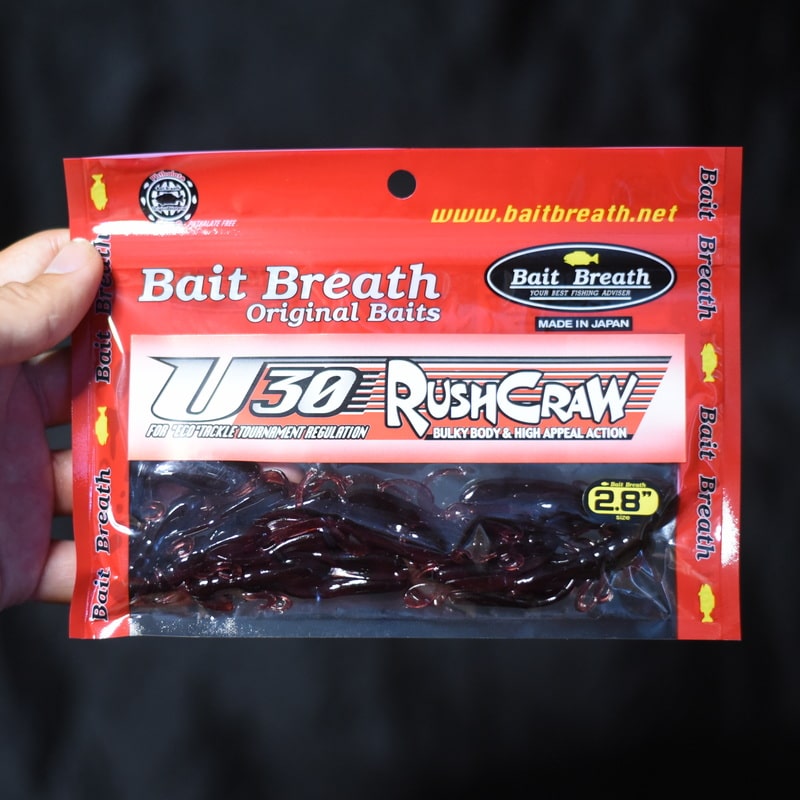 PHTHALATE FREE
www.baitbreath.net
Bait Breath
Original Baits
Bait Breath
YOUR BEST FISHING ADVISER
MADE IN JAPAN
U30 RUSHCRAW
FOR "ECO" TACKLE TOURNAMENT REGULATION
BULKY BODY & HIGH APPEAL ACTION
Bait Breath
2.8"
size
Bait Breath
Bait Breath
Bait Breath
Bait Breath